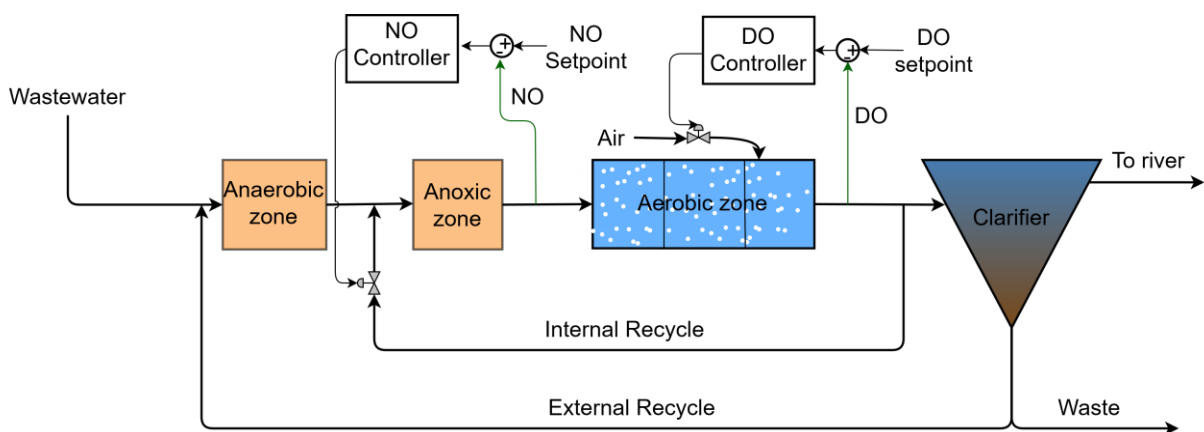 NO
Controller
NO
Setpoint
DO
Controller
DO
setpoint
Wastewater
NO
Air
DO
To river
Anaerobic
zone
Anoxic
zone
Aerobic zone
Clarifier
Internal Recycle
External Recycle
Waste